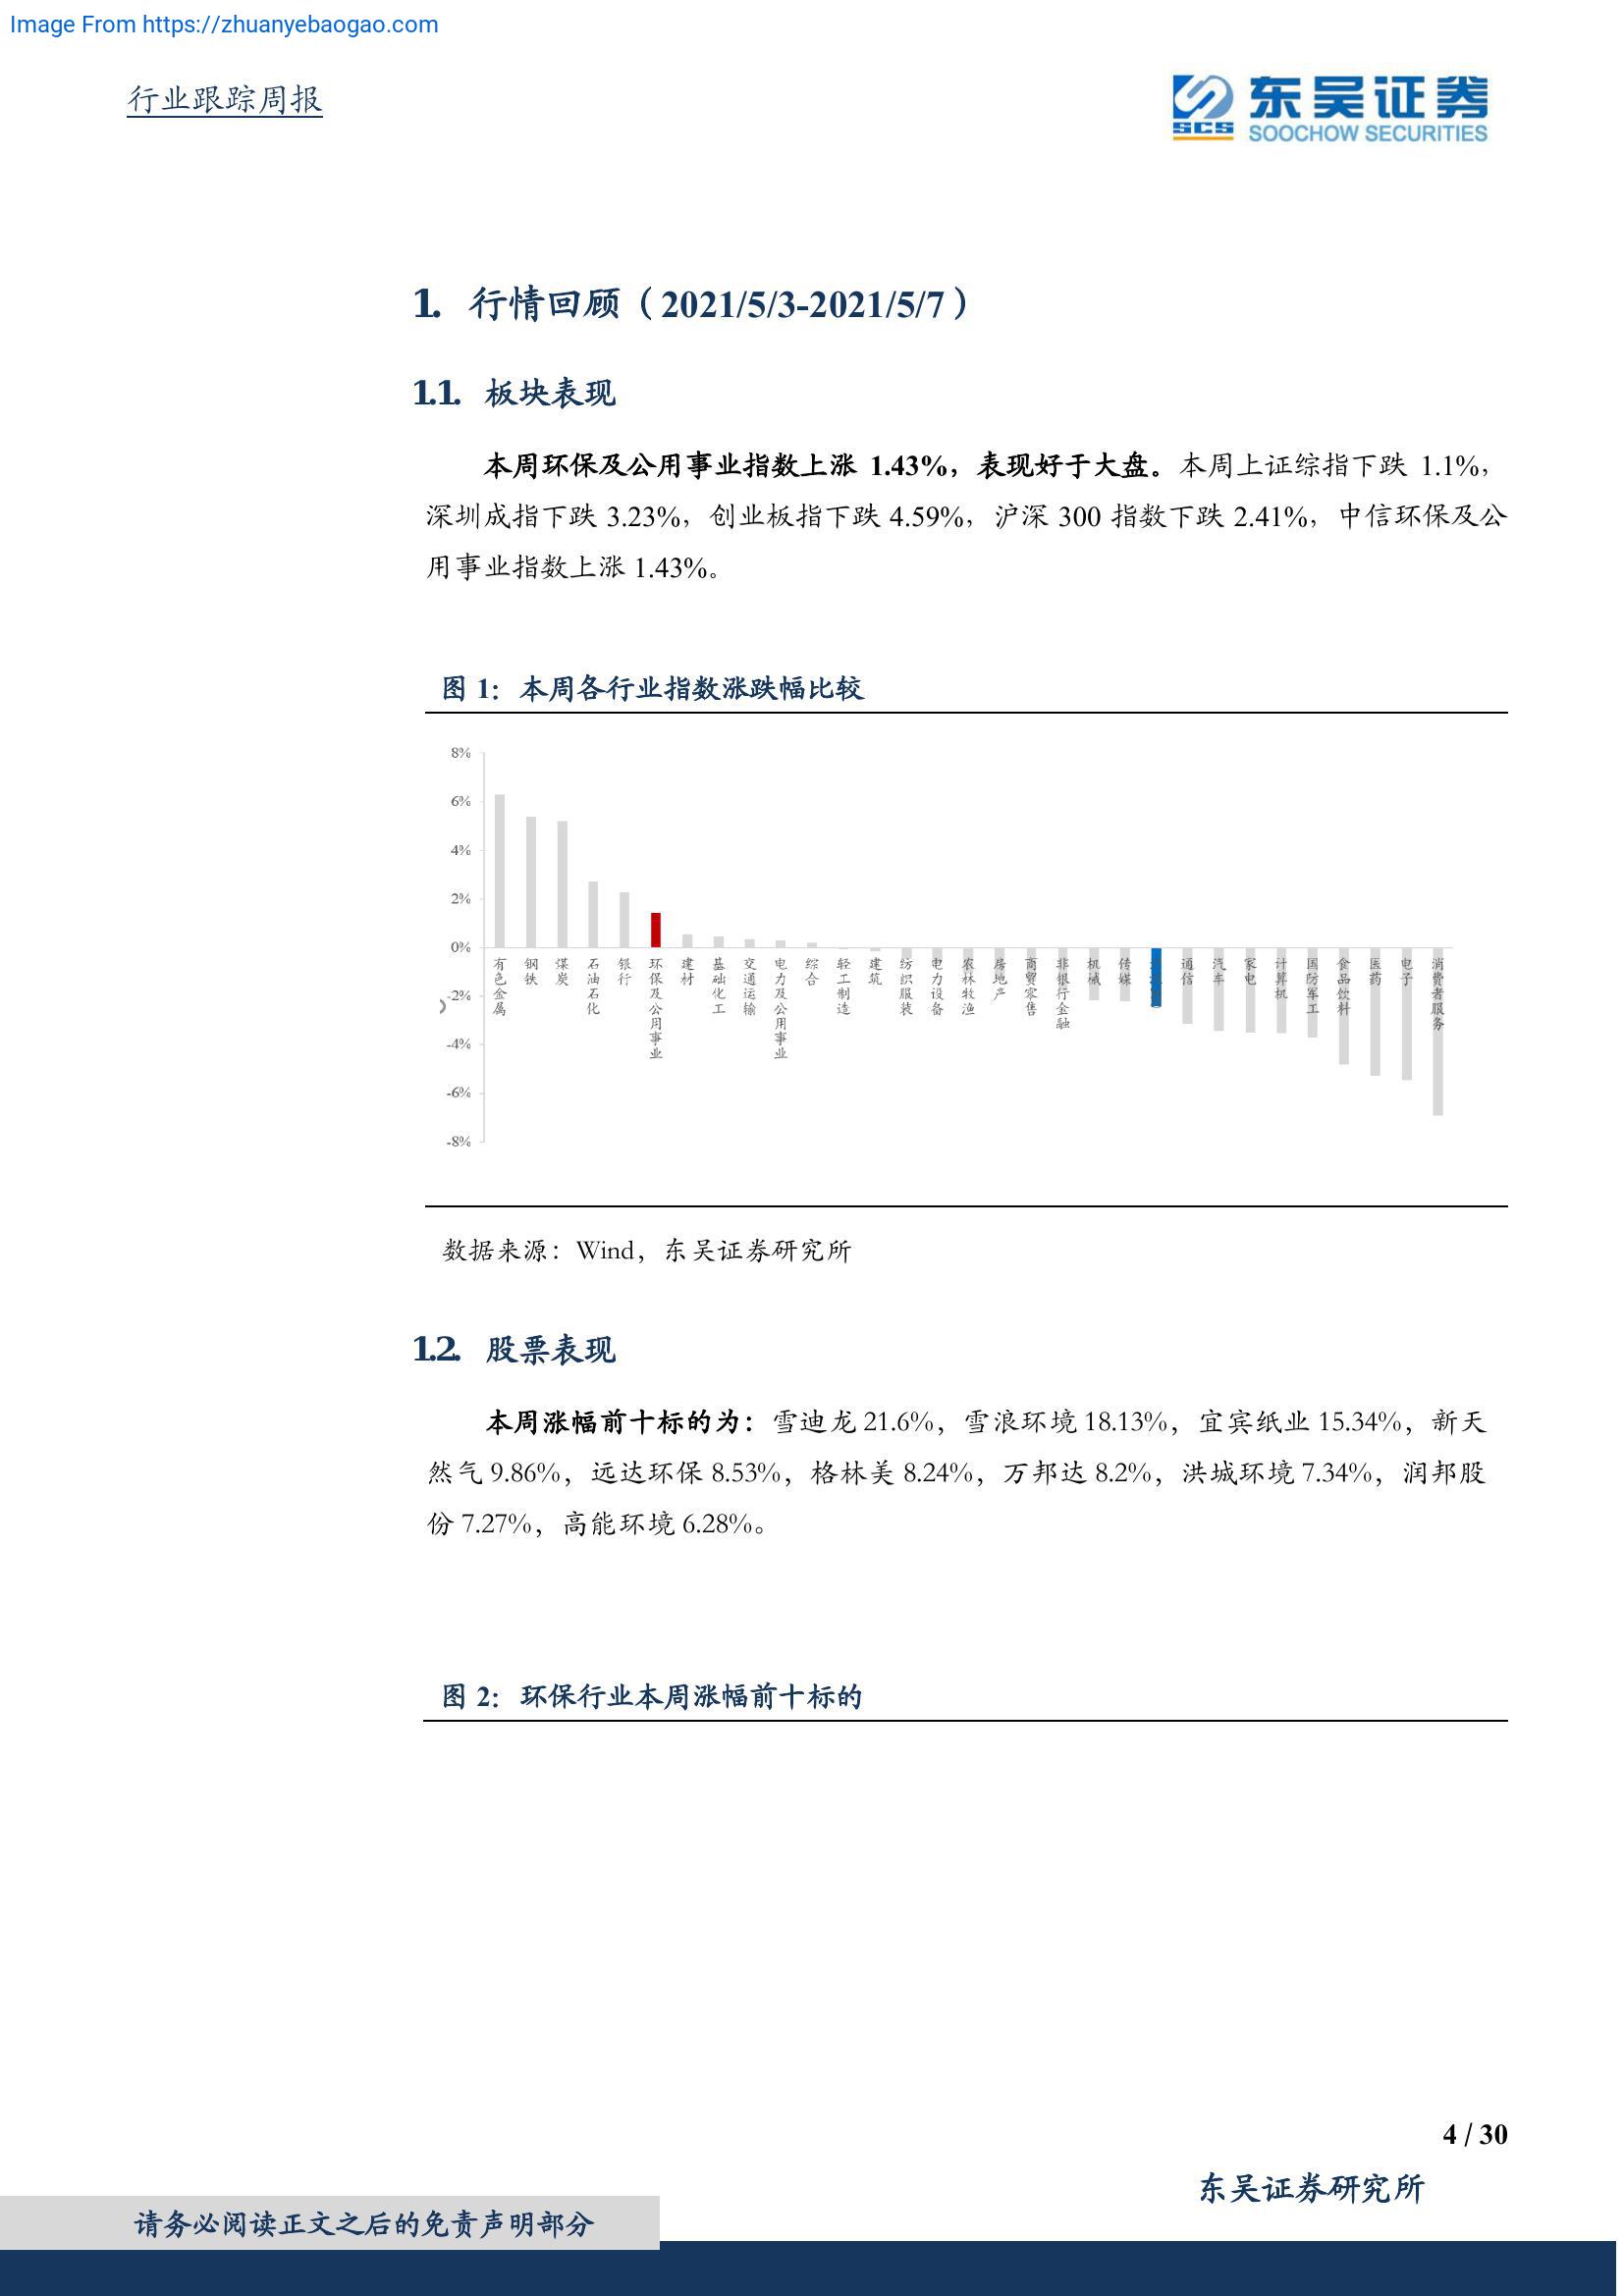 Image From https://zhuanyebaogao.com
行业跟踪周报
SCS
东吴证券
SOOCHOW SECURITIES
1. 行情回顾（2021/5/3-2021/5/7）
1.1. 板块表现
本周环保及公用事业指数上涨 1.43%，表现好于大盘。本周上证综指下跌 1.1%，
深圳成指下跌 3.23%，创业板指下跌 4.59%，沪深 300 指数下跌 2.41%，中信环保及公
用事业指数上涨 1.43%。
图 1：本周各行业指数涨跌幅比较
8%
6%
4%
2%
0%
-2%
-4%
-6%
-8%
有色金属
钢铁
煤炭
石油石化
银行
环保及公用事业
建材
基础化工
交通运输
电力及公用事业
综合
轻工制造
建筑
纺织服装
电力设备
农林牧渔
房地产
商贸零售
非银行金融
机械
传媒
通信
汽车
家电
计算机
国防军工
食品饮料
医药
电子
消费者服务
数据来源：Wind，东吴证券研究所
1.2. 股票表现
本周涨幅前十标的为：雪迪龙 21.6%，雪浪环境 18.13%，宜宾纸业 15.34%，新天
然气 9.86%，远达环保 8.53%，格林美 8.24%，万邦达 8.2%，洪城环境 7.34%，润邦股
份 7.27%，高能环境 6.28%。
图 2：环保行业本周涨幅前十标的
4 / 30
东吴证券研究所
请务必阅读正文之后的免责声明部分